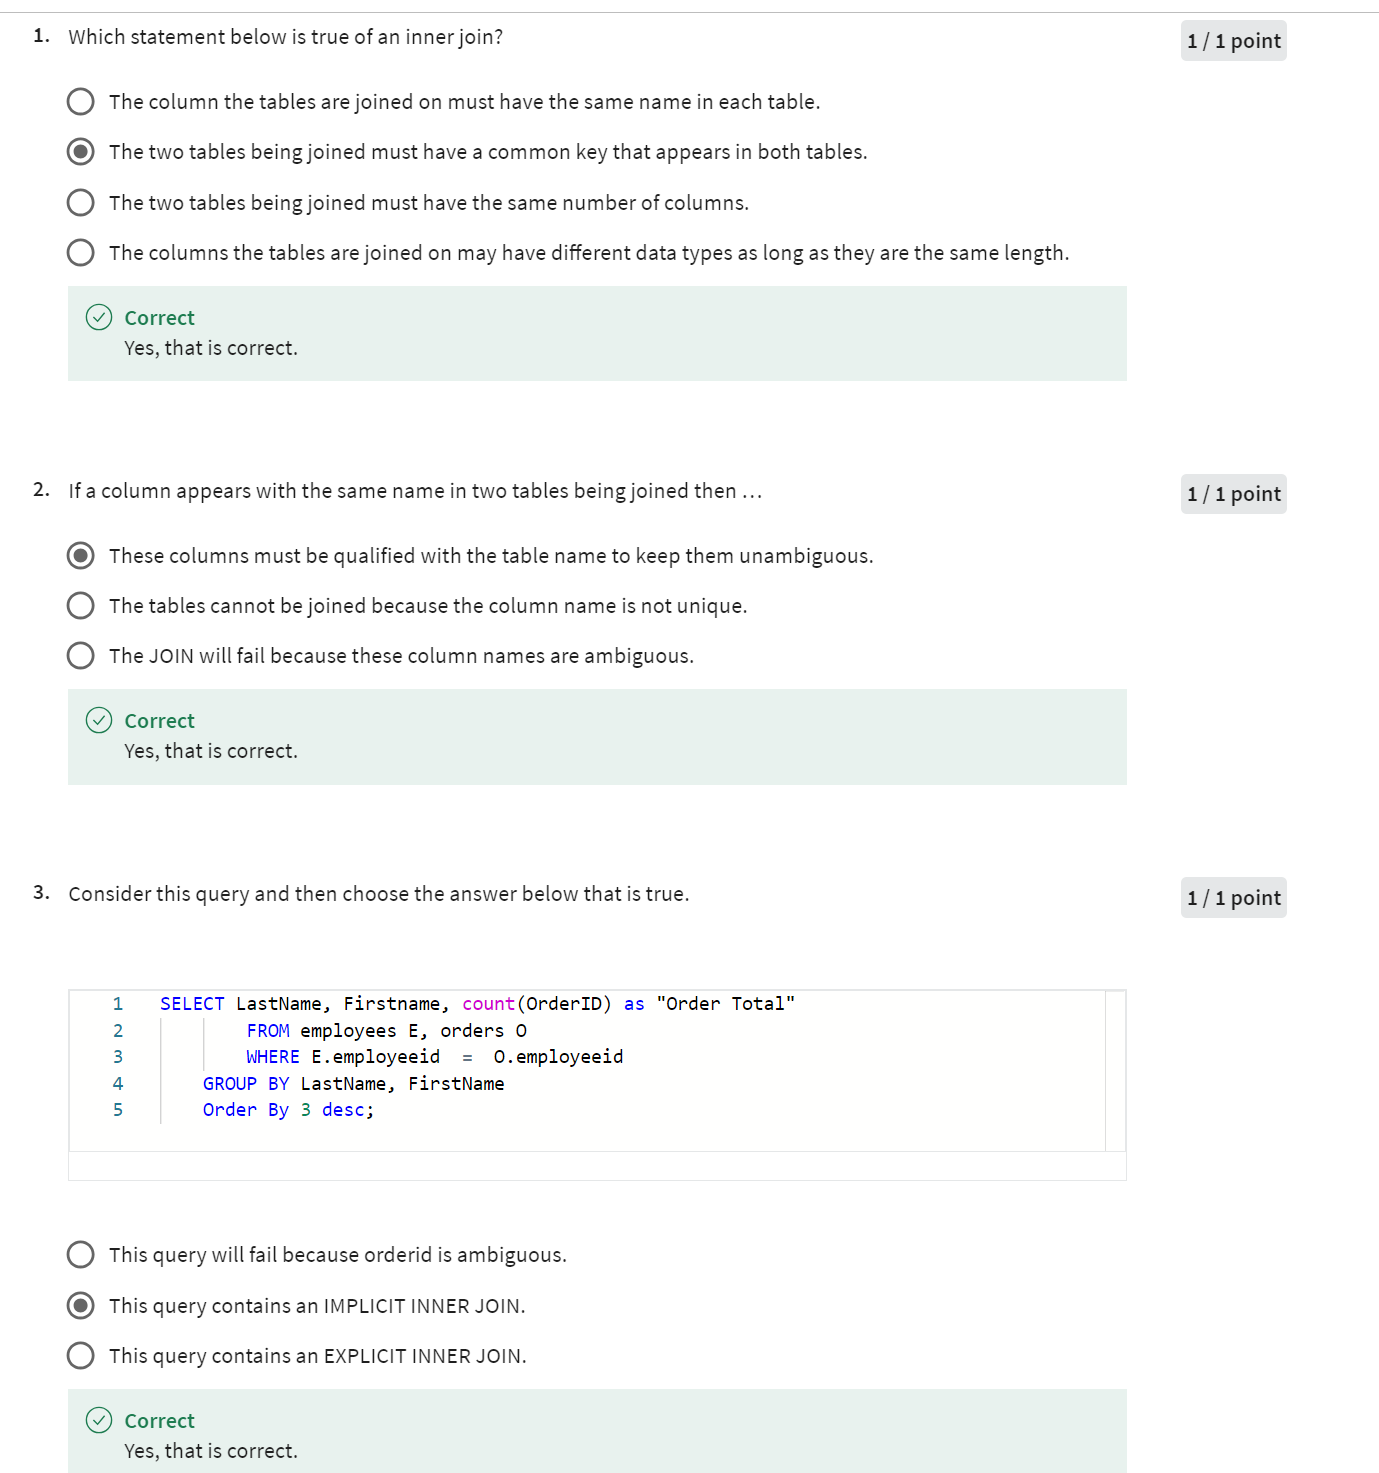 1. Which statement below is true of an inner join?
1 / 1 point
The column the tables are joined on must have the same name in each table.
The two tables being joined must have a common key that appears in both tables.
The two tables being joined must have the same number of columns.
The columns the tables are joined on may have different data types as long as they are the same length.
Correct
Yes, that is correct.
2. If a column appears with the same name in two tables being joined then …
1 / 1 point
These columns must be qualified with the table name to keep them unambiguous.
The tables cannot be joined because the column name is not unique.
The JOIN will fail because these column names are ambiguous.
Correct
Yes, that is correct.
3. Consider this query and then choose the answer below that is true.
1 / 1 point
1 SELECT LastName, Firstname, count(OrderID) as "Order Total"
2 FROM employees E, orders O
3 WHERE E.employeeid = O.employeeid
4 GROUP BY LastName, FirstName
5 Order By 3 desc;
This query will fail because orderid is ambiguous.
This query contains an IMPLICIT INNER JOIN.
This query contains an EXPLICIT INNER JOIN.
Correct
Yes, that is correct.